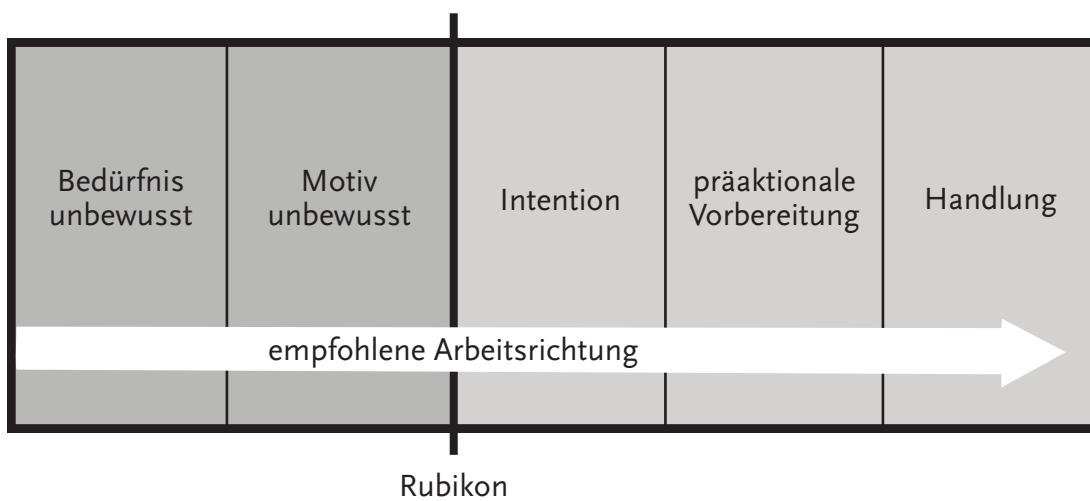 Bedürfnis
unbewusst
Motiv
unbewusst
Intention
präaktionale
Vorbereitung
Handlung
empfohlene Arbeitsrichtung
Rubikon